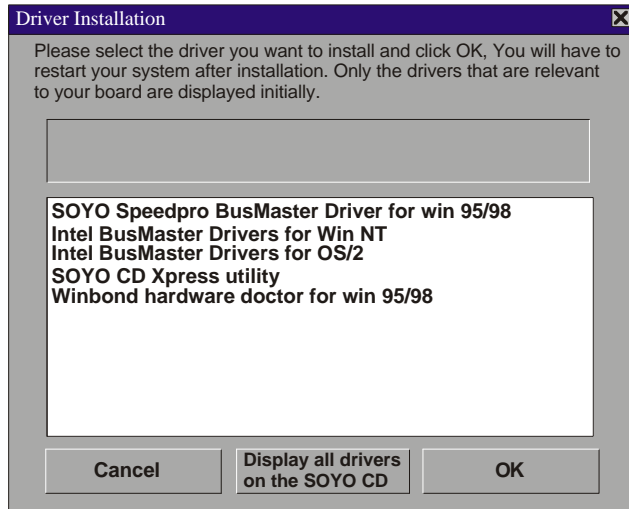 Driver Installation
Please select the driver you want to install and click OK, You will have to
restart your system after installation. Only the drivers that are relevant
to your board are displayed initially.
SOYO Speedpro BusMaster Driver for win 95/98
Intel BusMaster Drivers for Win NT
Intel BusMaster Drivers for OS/2
SOYO CD Xpress utility
Winbond hardware doctor for win 95/98
Cancel
Display all drivers
on the SOYO CD
OK